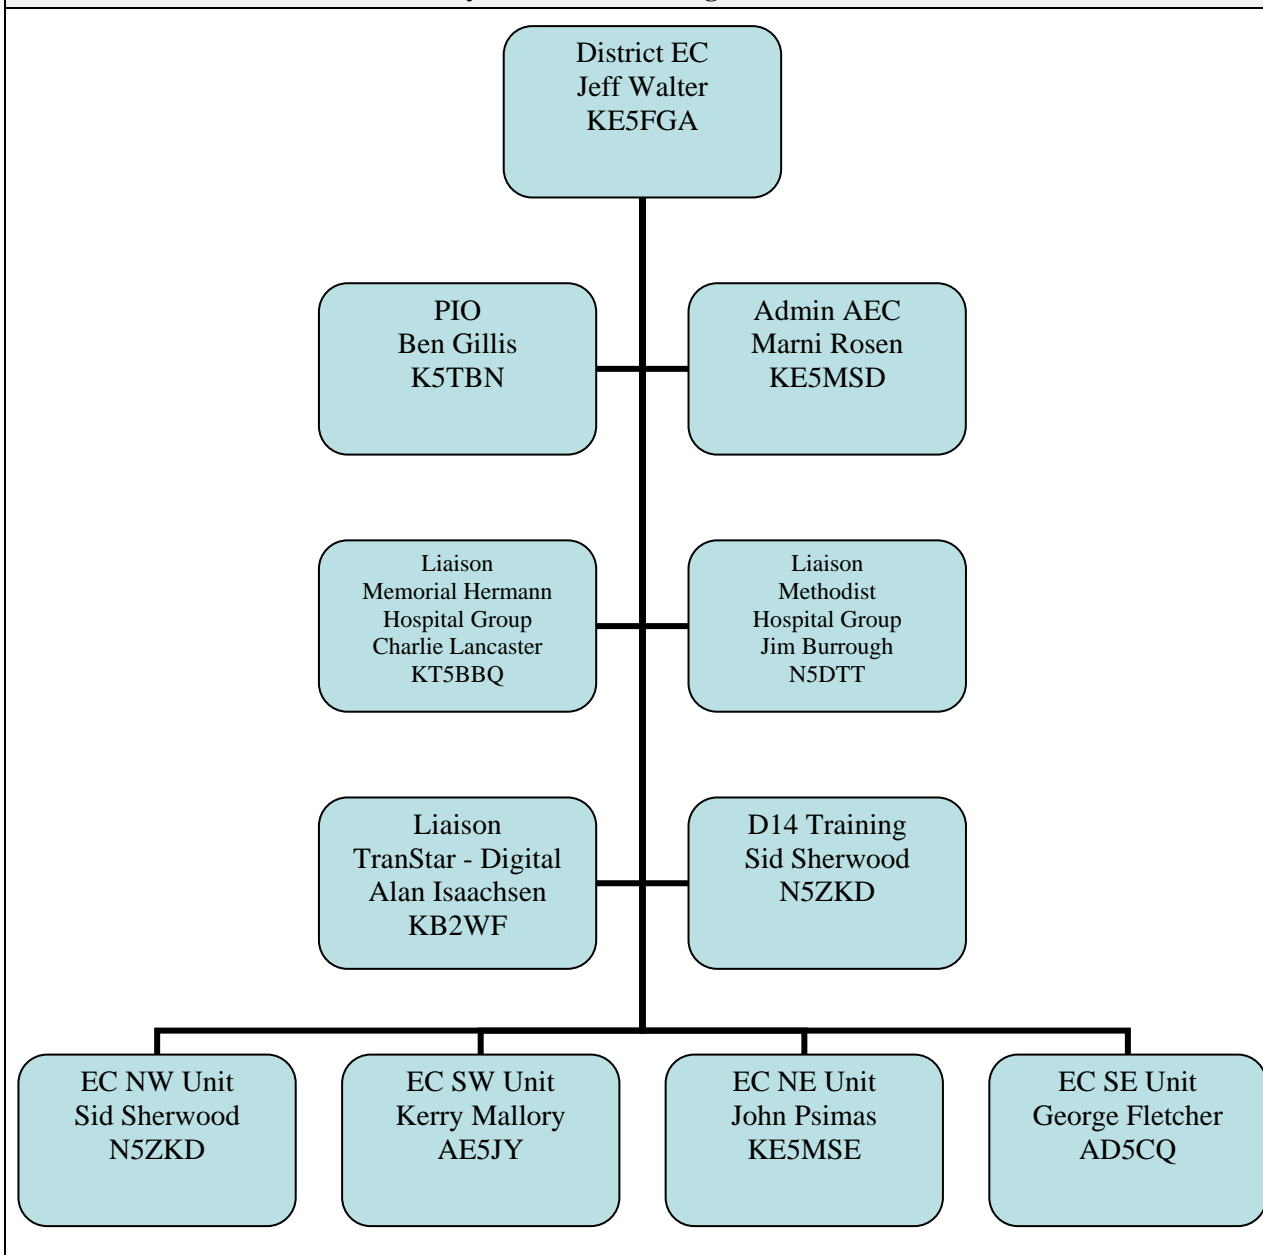 District EC
Jeff Walter
KE5FGA
PIO
Ben Gillis
K5TBN
Admin AEC
Marni Rosen
KE5MSD
Liaison
Memorial Hermann
Hospital Group
Charlie Lancaster
KT5BBQ
Liaison
Methodist
Hospital Group
Jim Burrough
N5DTT
Liaison
TranStar - Digital
Alan Isaachsen
KB2WF
D14 Training
Sid Sherwood
N5ZKD
EC NW Unit
Sid Sherwood
N5ZKD
EC SW Unit
Kerry Mallory
AE5JY
EC NE Unit
John Psimas
KE5MSE
EC SE Unit
George Fletcher
AD5CQ